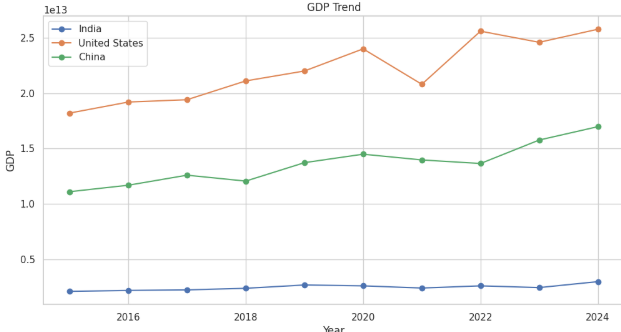 1e13
GDP Trend
India
United States
China
2.5
2.0
1.5
1.0
0.5
GDP
2016 2018 2020 2022 2024
Year